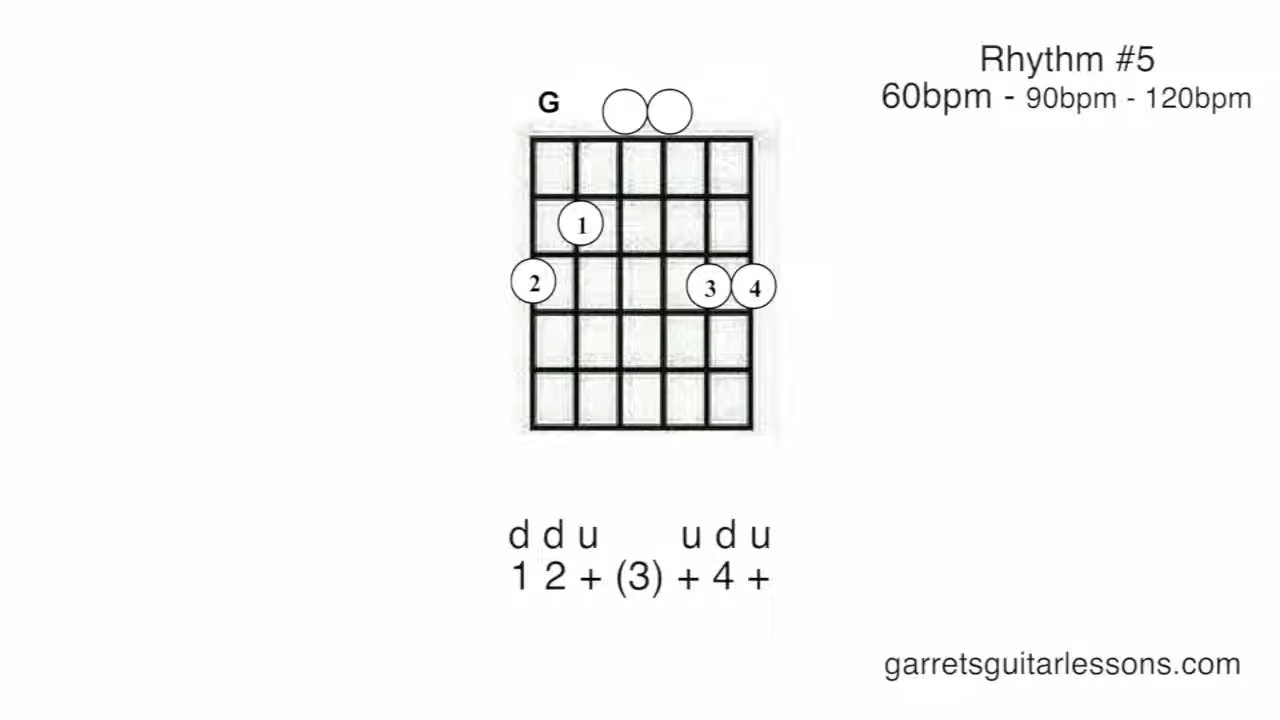 Rhythm #5
60bpm - 90bpm - 120bpm
G
1
2 3 4
d d u u d u
1 2 + (3) + 4 +
garretsguitarlessons.com